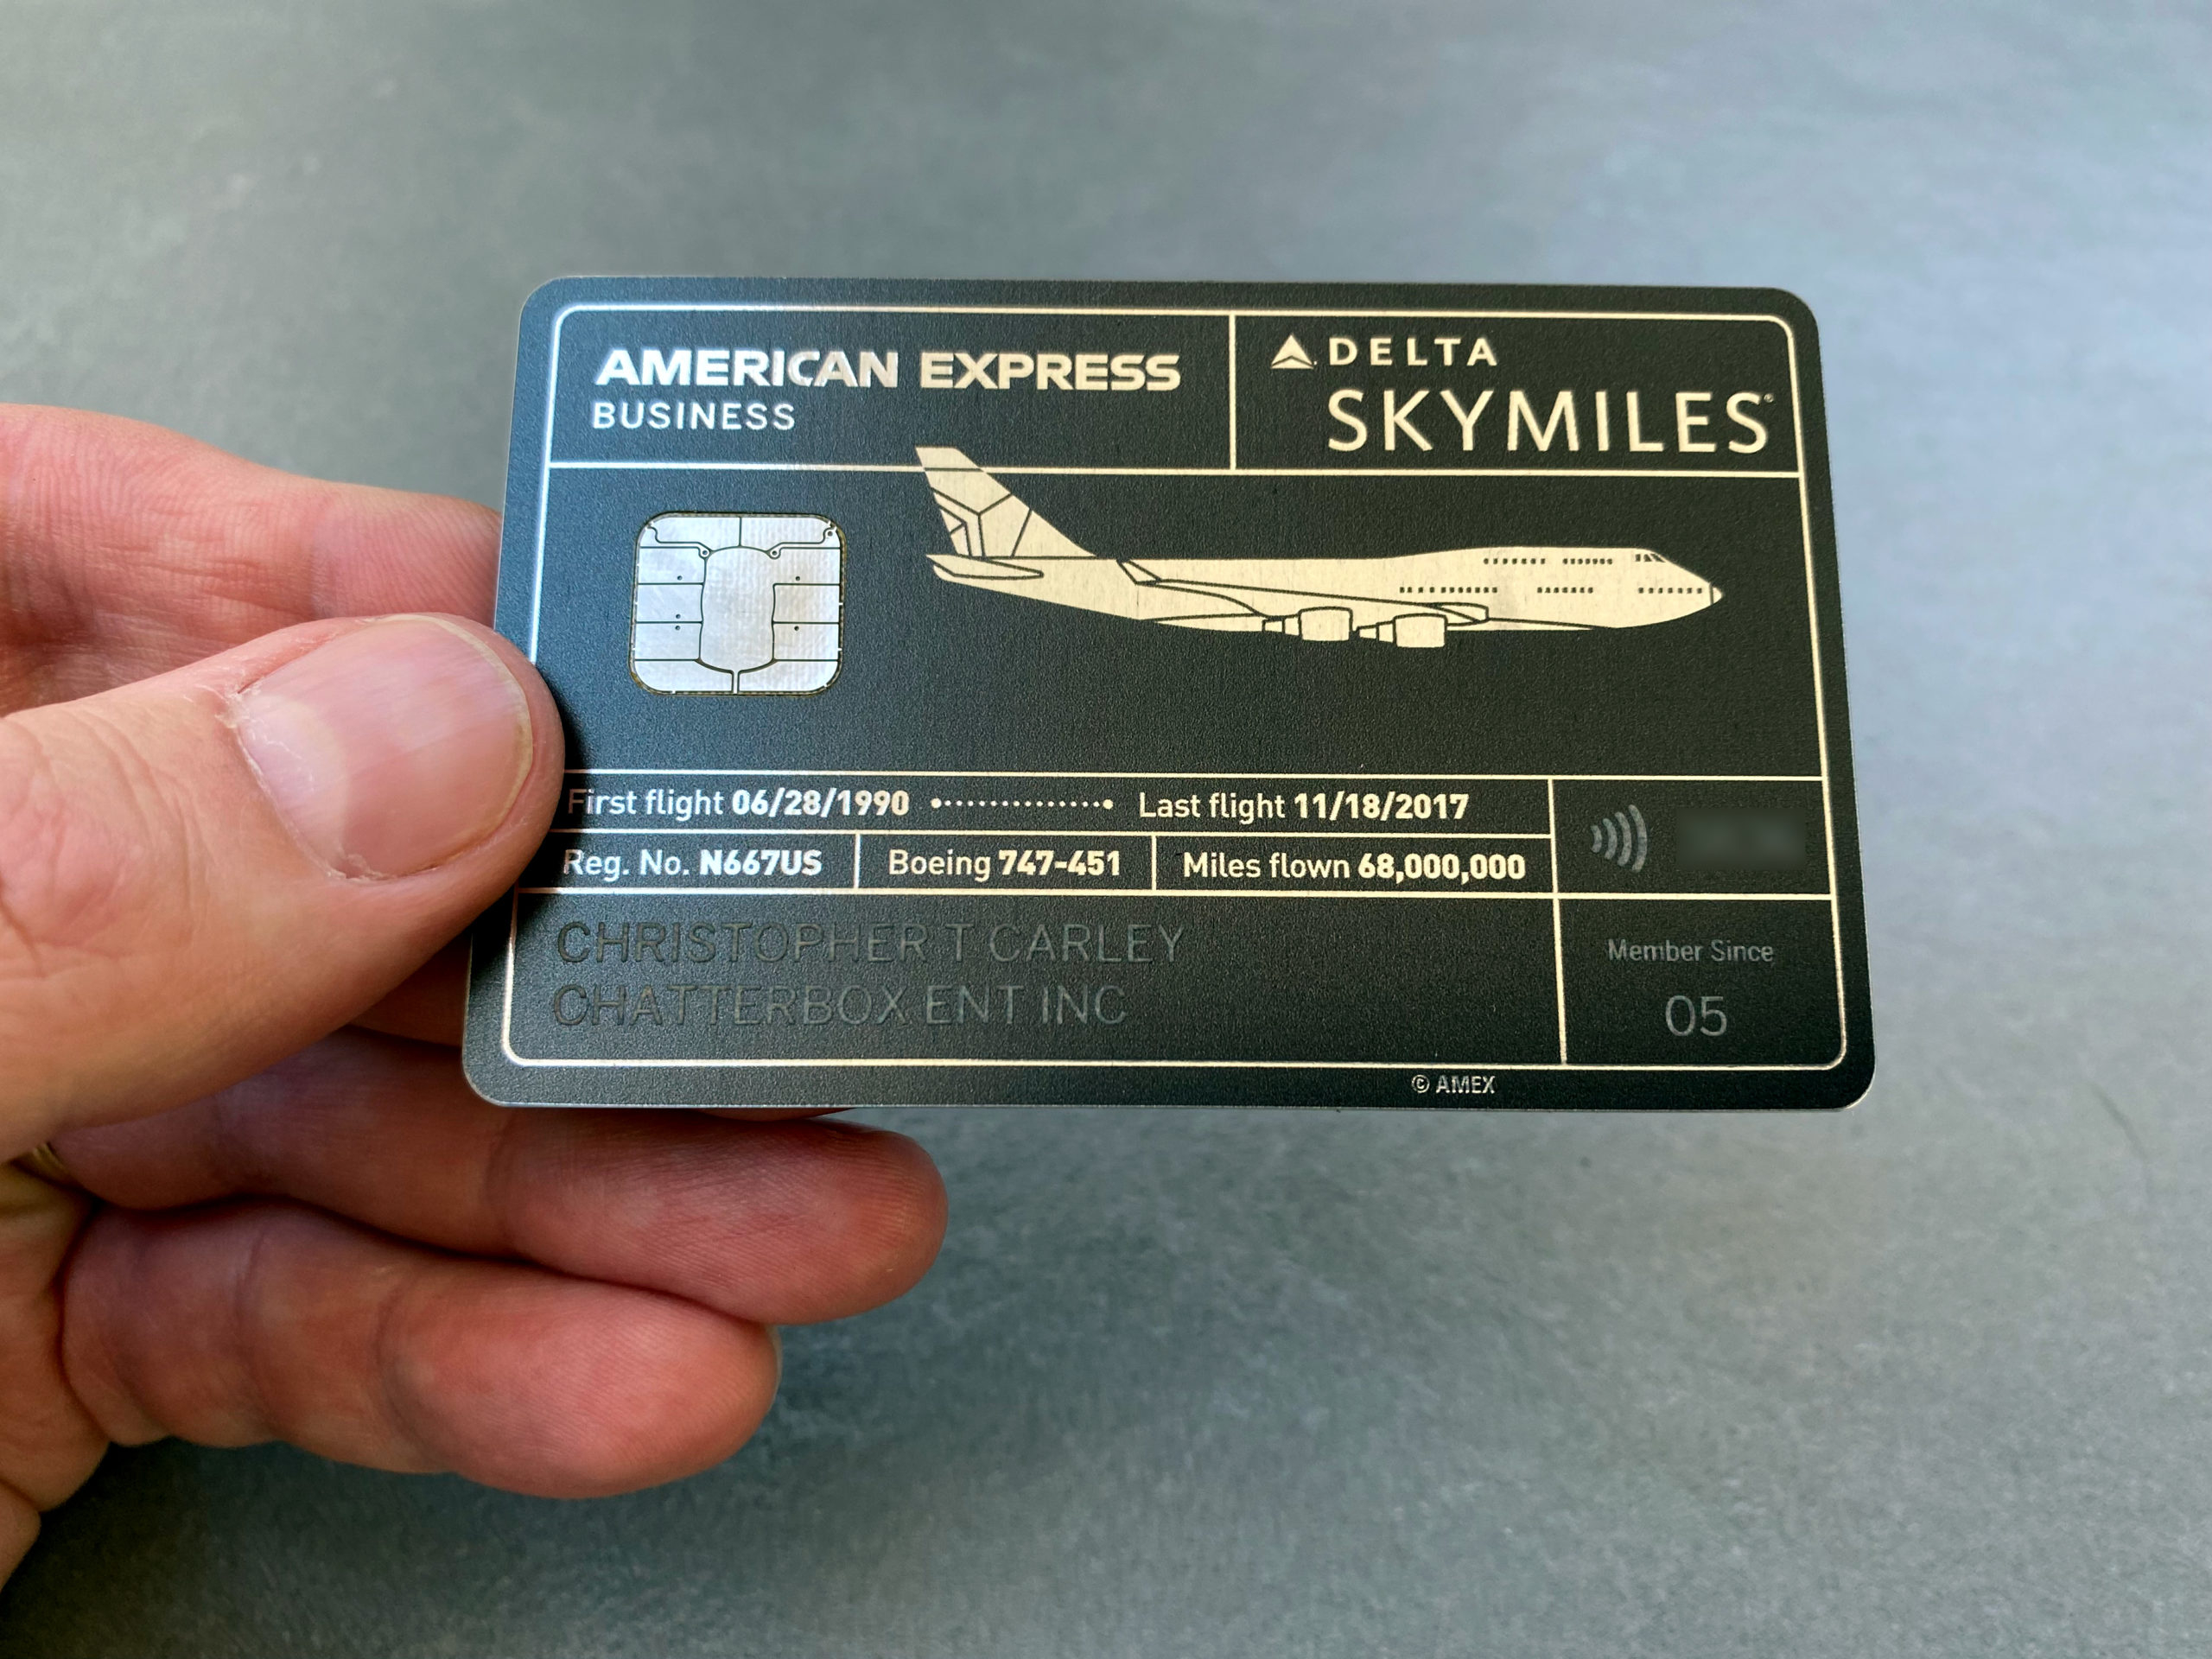 AMERICAN EXPRESS
BUSINESS
DELTA
SKYMILES®
First flight 06/28/1990
Last flight 11/18/2017
Reg. No. N667US
Boeing 747-451
Miles flown 68,000,000
CHRISTOPHER T CARLEY
CHATTERBOX ENT INC
Member Since
05
© AMEX